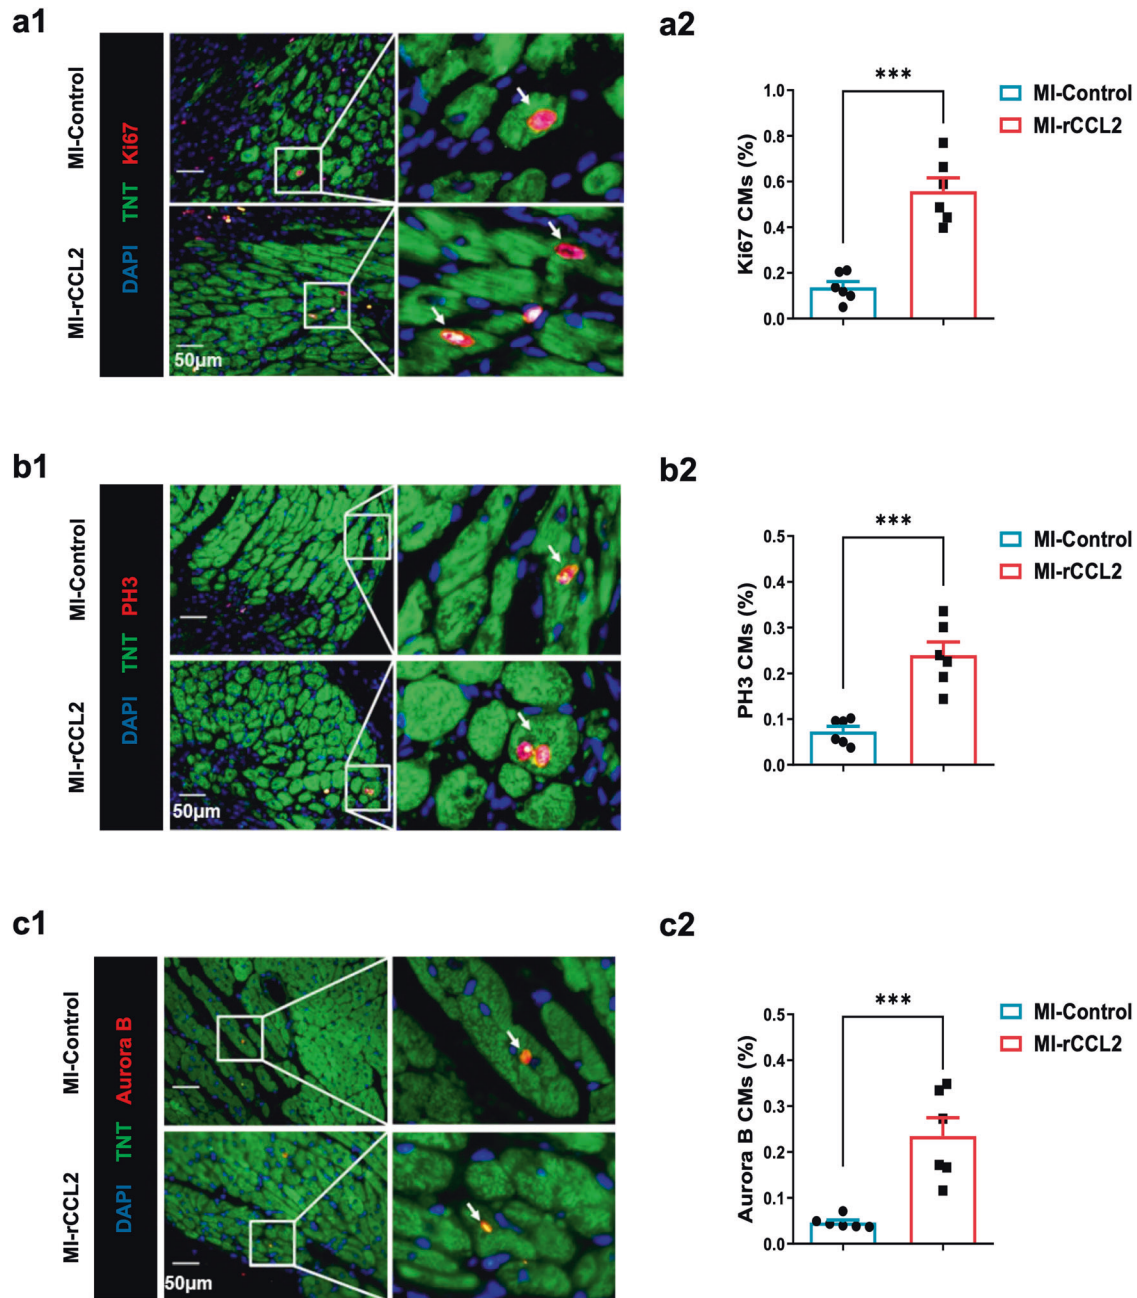 a1
MI-Control
MI-rCCL2
DAPI TNT Ki67
50μm
a2
***
Ki67 CMs (%)
1.0
0.8
0.6
0.4
0.2
0.0
MI-Control
MI-rCCL2
b1
MI-Control
MI-rCCL2
DAPI TNT PH3
50μm
b2
***
PH3 CMs (%)
0.5
0.4
0.3
0.2
0.1
0.0
MI-Control
MI-rCCL2
c1
MI-Control
MI-rCCL2
DAPI TNT Aurora B
50μm
c2
***
Aurora B CMs (%)
0.5
0.4
0.3
0.2
0.1
0.0
MI-Control
MI-rCCL2